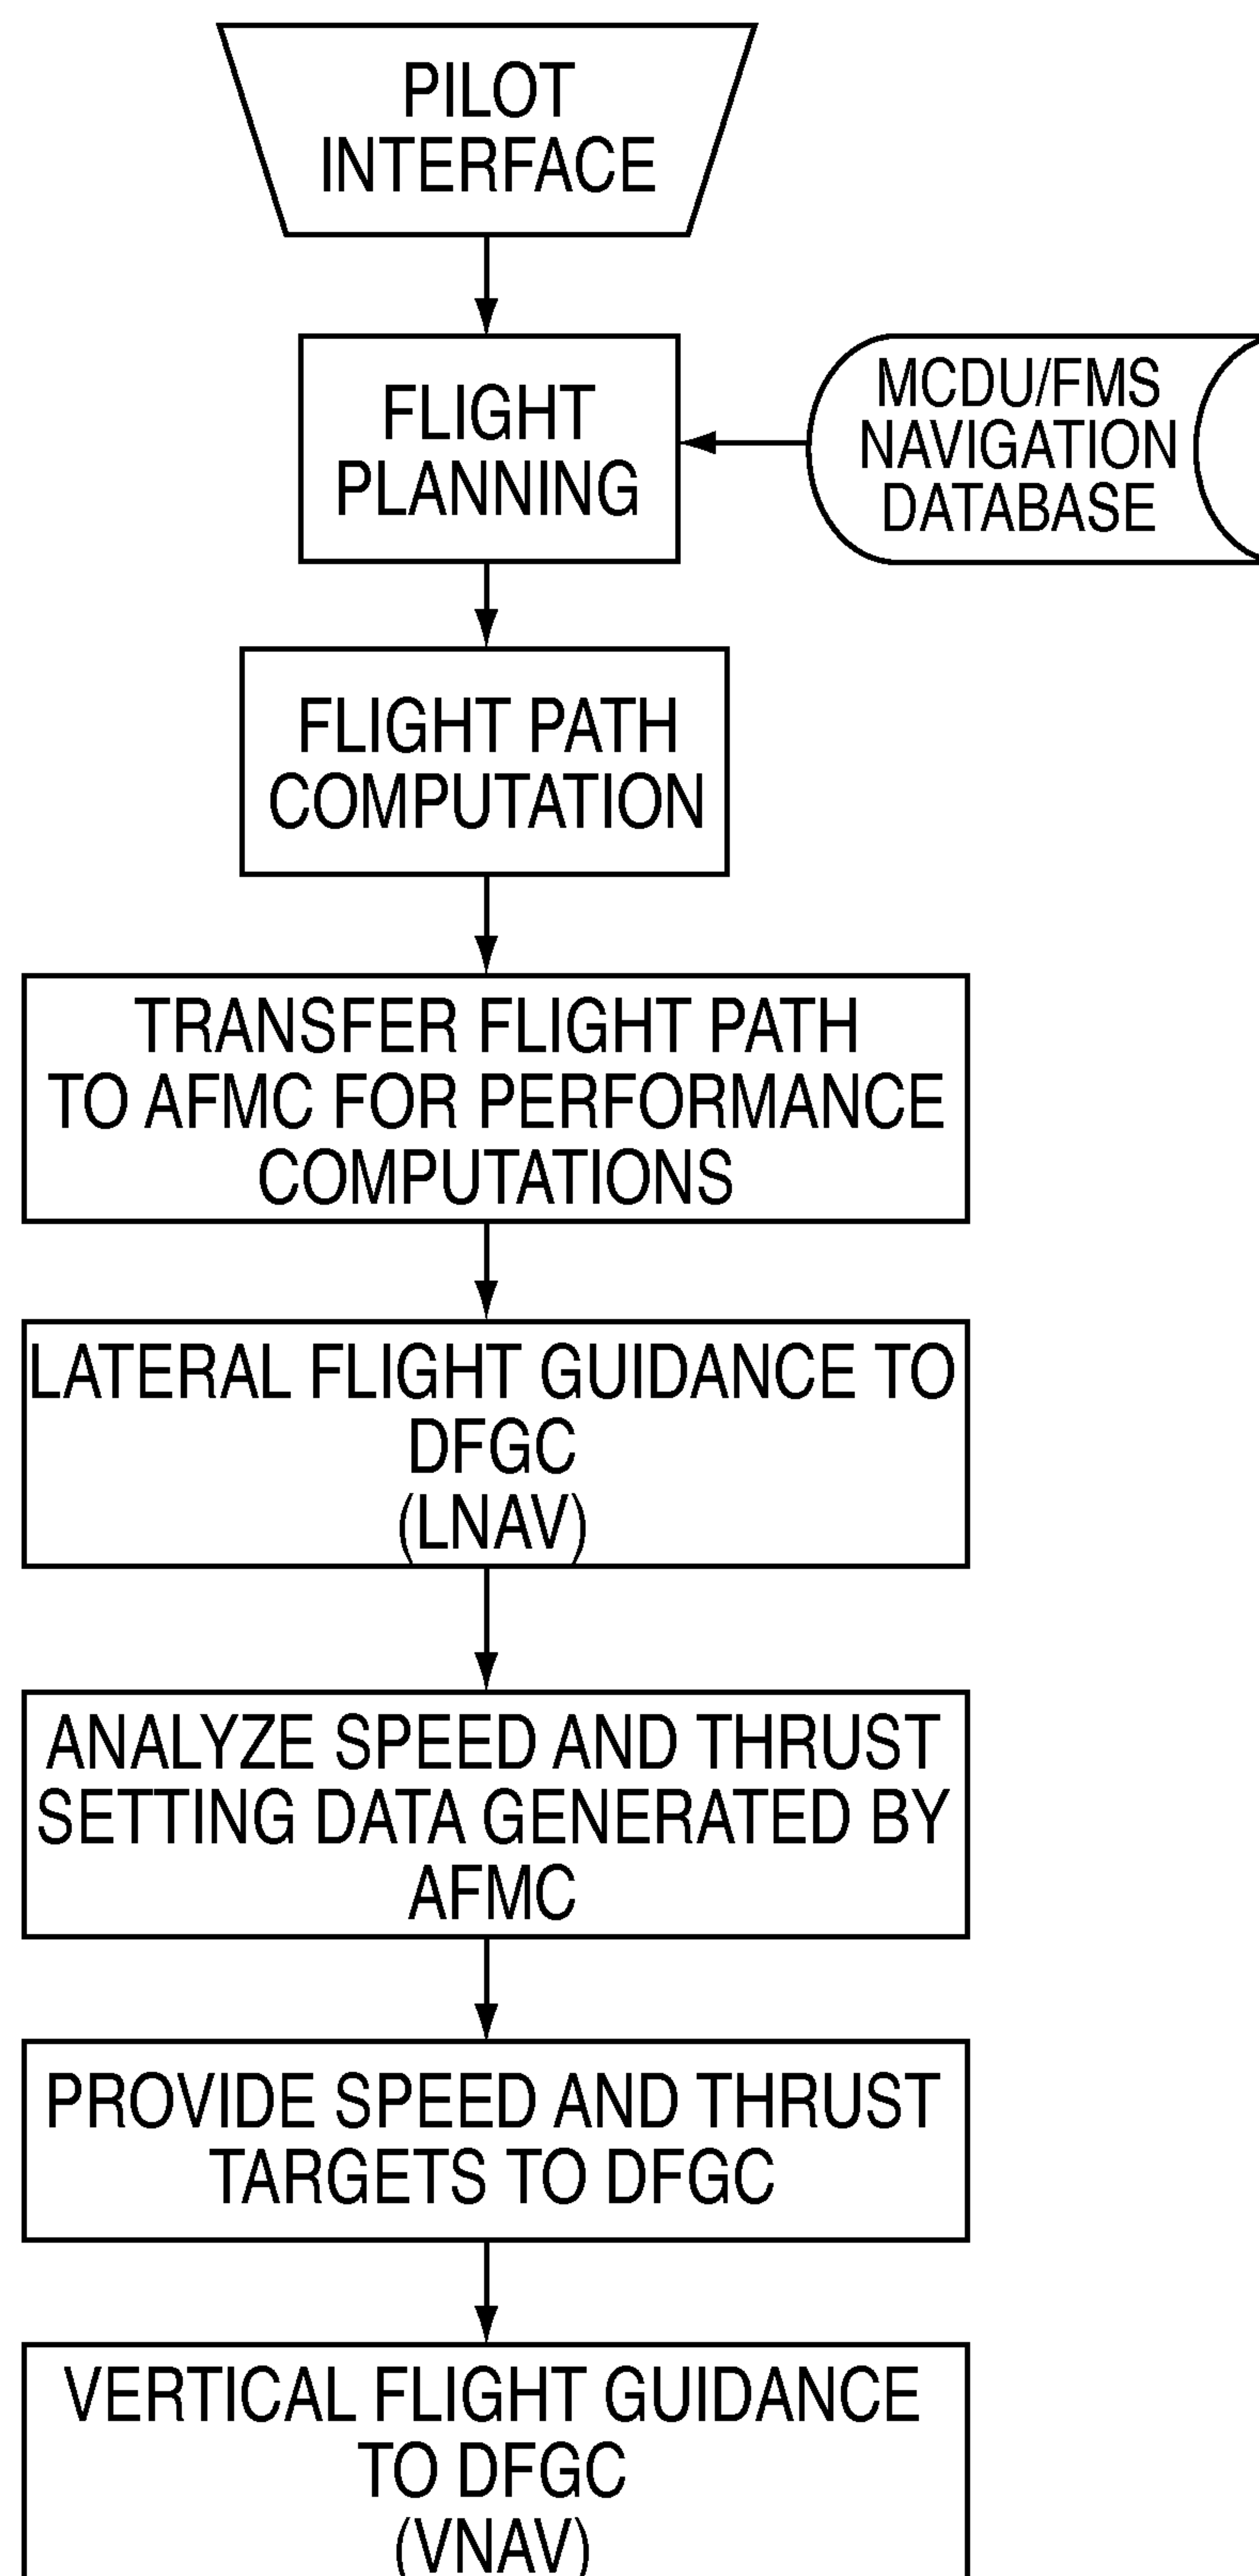 PILOT
INTERFACE
FLIGHT
PLANNING
MCDU/FMS
NAVIGATION
DATABASE
FLIGHT PATH
COMPUTATION
TRANSFER FLIGHT PATH
TO AFMC FOR PERFORMANCE
COMPUTATIONS
LATERAL FLIGHT GUIDANCE TO
DFGC
(LNAV)
ANALYZE SPEED AND THRUST
SETTING DATA GENERATED BY
AFMC
PROVIDE SPEED AND THRUST
TARGETS TO DFGC
VERTICAL FLIGHT GUIDANCE
TO DFGC
(VNAV)